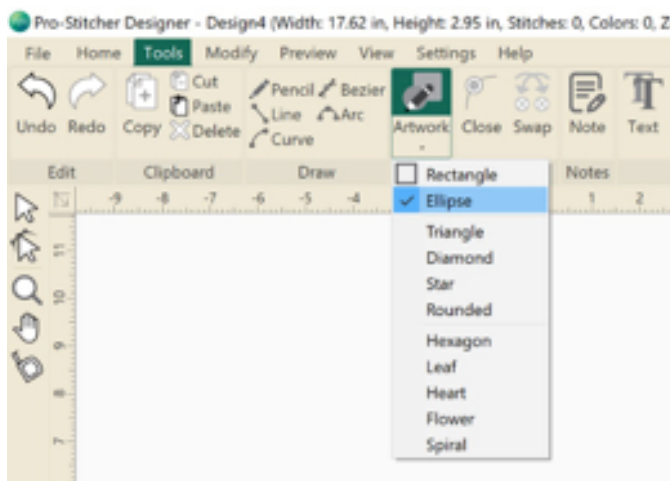 Pro-Stitcher Designer - Design4 (Width: 17.62 in, Height: 2.95 in, Stitches: 0, Colors: 0, Z
File Home Tools Modify Preview View Settings Help
Cut Pencil Bezier
Paste Line Arc
Undo Redo Copy Delete Curve Artwork Close Swap Note Text
Edit Clipboard Draw Notes
Rectangle
-9 -8 -7 -6 -5 -4 1 2
Ellipse
Triangle
11
Diamond
Star
10
Rounded
9
Hexagon
Leaf
8
Heart
Flower
7
Spiral